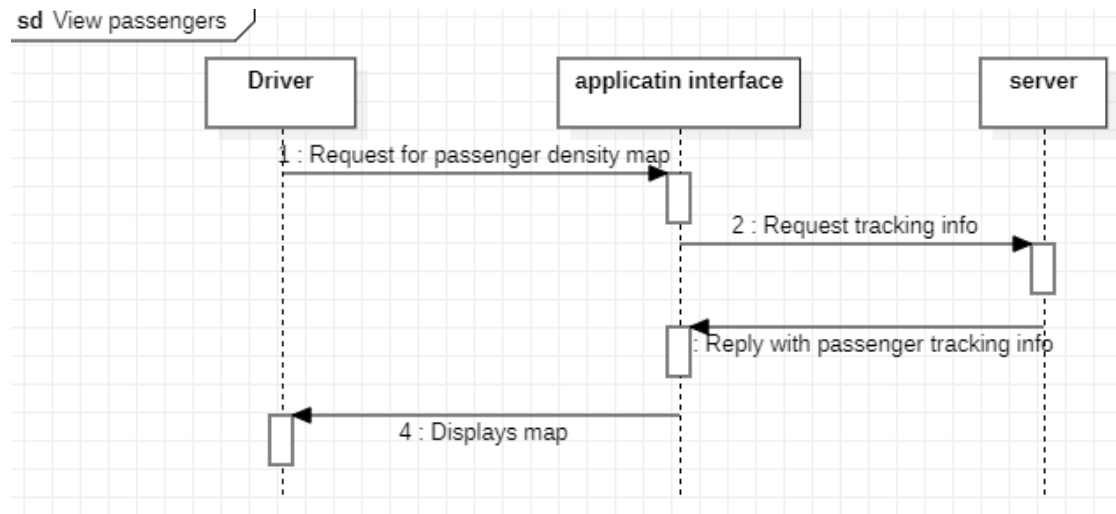 sd View passengers
Driver
applicatin interface
server
1 : Request for passenger density map
2 : Request tracking info
: Reply with passenger tracking info
4 : Displays map